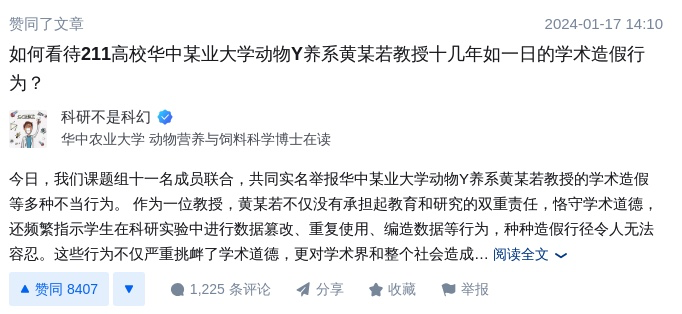 赞同了文章
2024-01-17 14:10
如何看待211高校华中某业大学动物Y养系黄某若教授十几年如一日的学术造假行
为？
科研不是科幻
华中农业大学 动物营养与饲料科学博士在读
今日，我们课题组十一名成员联合，共同实名举报华中某业大学动物Y养系黄某若教授的学术造假
等多种不当行为。 作为一位教授，黄某若不仅没有承担起教育和研究的双重责任，恪守学术道德，
还频繁指示学生在科研实验中进行数据篡改、重复使用、编造数据等行为，种种造假行径令人无法
容忍。这些行为不仅严重挑衅了学术道德，更对学术界和整个社会造成… 阅读全文
赞同 8407
1,225 条评论
分享
收藏
举报